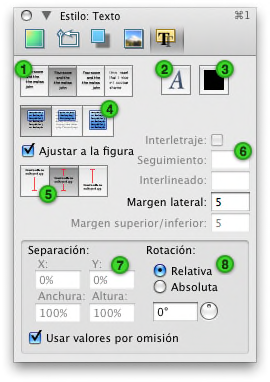 Estilo: Texto
⌘1
1
2
A
3
4
Ajustar a la figura
Interletraje:
6
Seguimiento:
Interlineado:
5
Margen lateral: 5
Margen superior/inferior: 5
Separación:
Rotación:
X:
Y:
7
0%
0%
Relativa
8
Absoluta
Anchura:
Altura:
100%
100%
0°
Usar valores por omisión